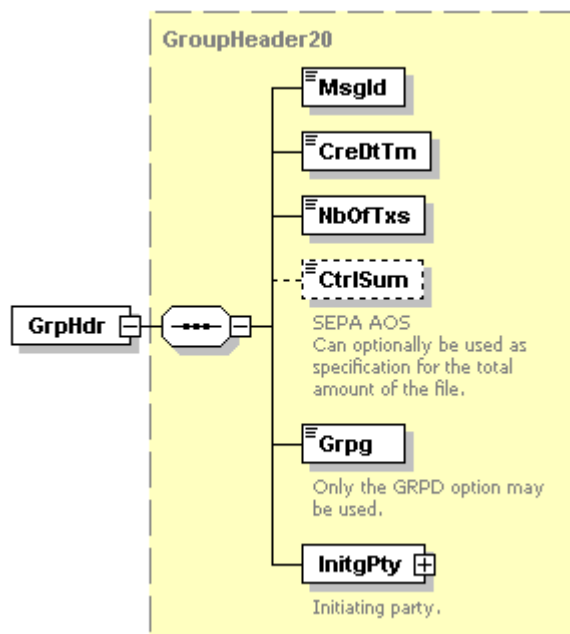 GroupHeader20
MsgId
CreDtTm
NbOfTxs
CtrlSum
SEPA AOS
Can optionally be used as
specification for the total
amount of the file.
GrpHdr
Grpg
Only the GRPD option may
be used.
InitgPty
Initiating party.